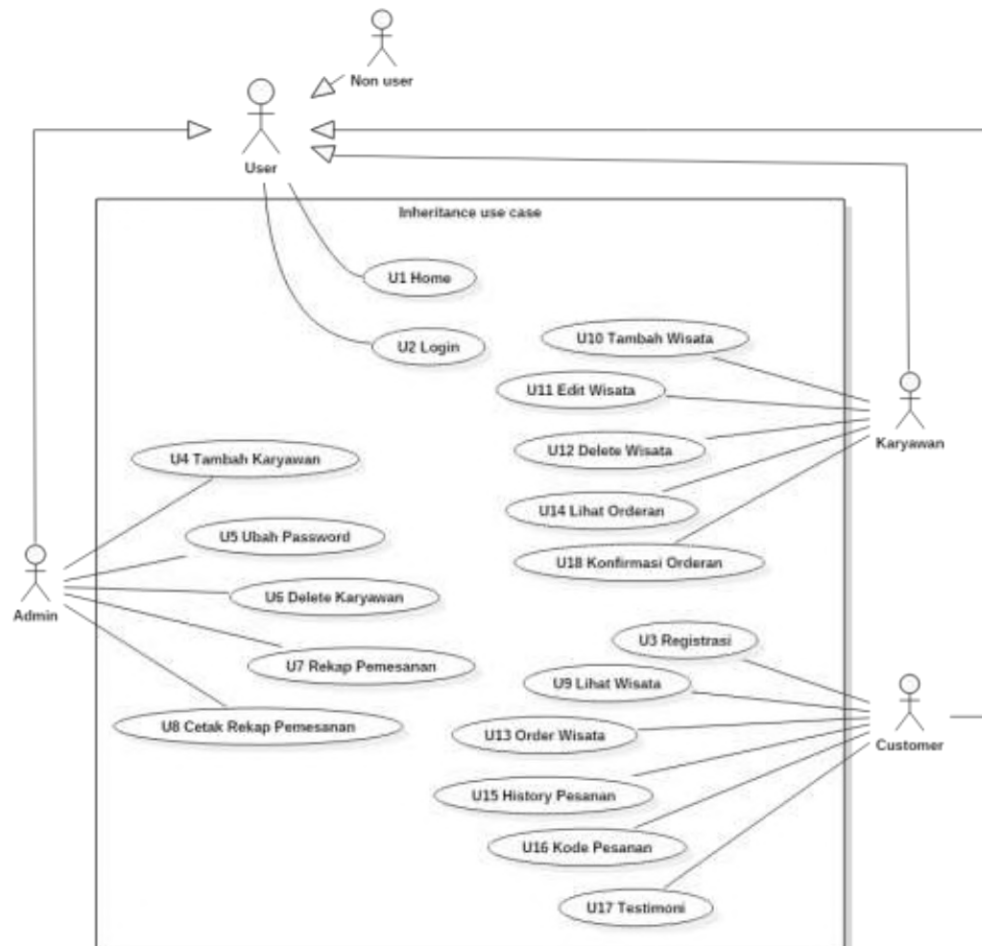 Non user
User
Inheritance use case
U1 Home
U2 Login
U10 Tambah Wisata
U11 Edit Wisata
U12 Delete Wisata
U14 Lihat Orderan
U18 Konfirmasi Orderan
Karyawan
U4 Tambah Karyawan
U5 Ubah Password
U6 Delete Karyawan
U7 Rekap Pemesanan
U8 Cetak Rekap Pemesanan
Admin
U3 Registrasi
U9 Lihat Wisata
U13 Order Wisata
U15 History Pesanan
U16 Kode Pesanan
U17 Testimoni
Customer